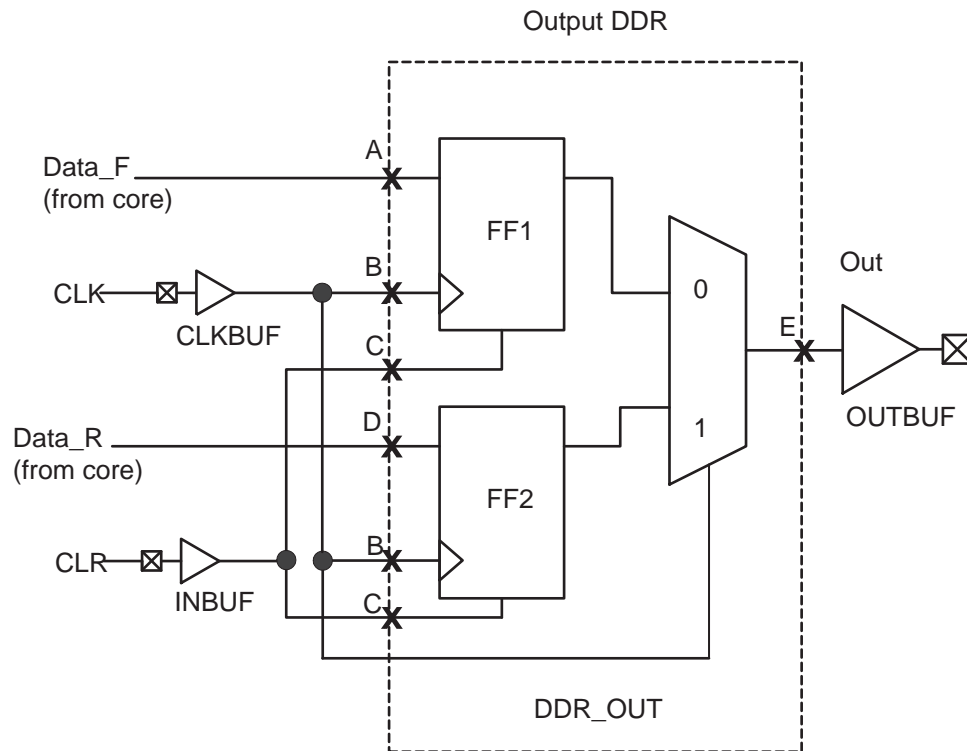 Output DDR
A
Data_F
(from core)
FF1
B
Out
CLK
0
CLKBUF
E
C
OUTBUF
D
Data_R
(from core)
1
FF2
B
CLR
INBUF
C
DDR_OUT